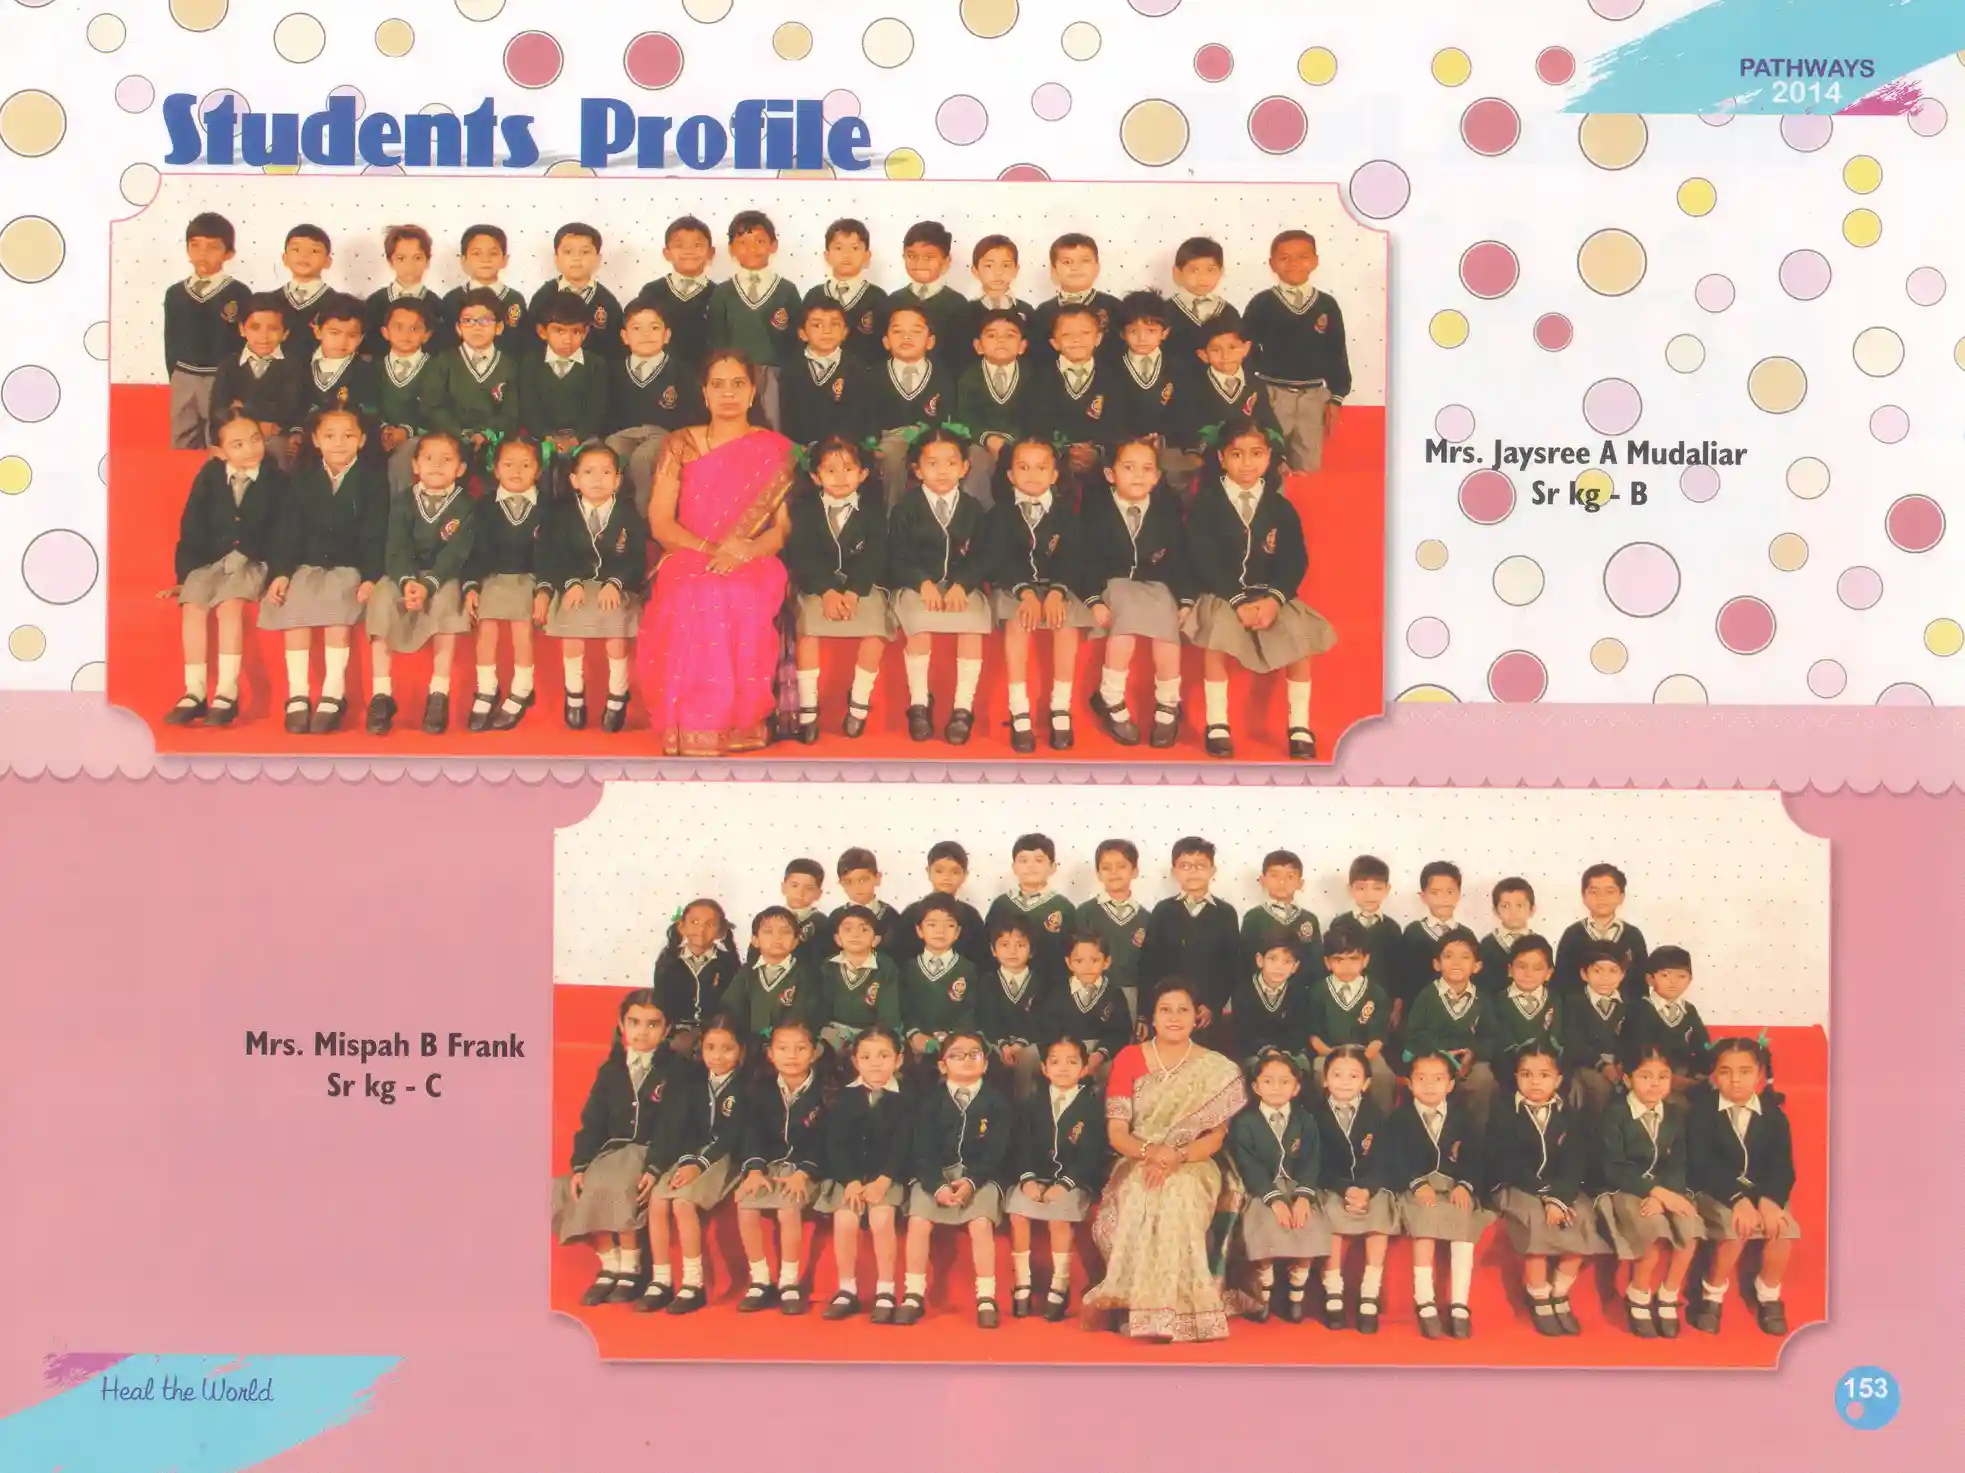 PATHWAYS
2014
Students Profile
Mrs. Jaysree A Mudaliar
Sr kg - B
Mrs. Mispah B Frank
Sr kg - C
Heal the World
153